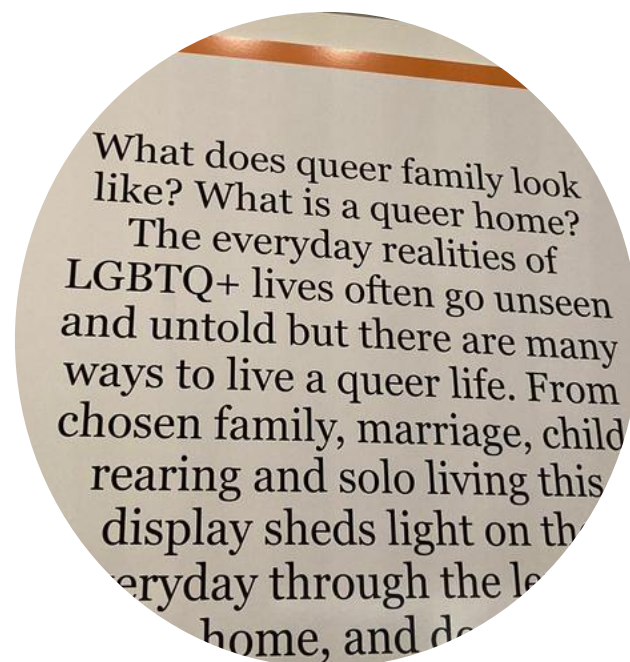 What does queer family look
like? What is a queer home?
The everyday realities of
LGBTQ+ lives often go unseen
and untold but there are many
ways to live a queer life. From
chosen family, marriage, child
rearing and solo living this
display sheds light on
through the
home, and